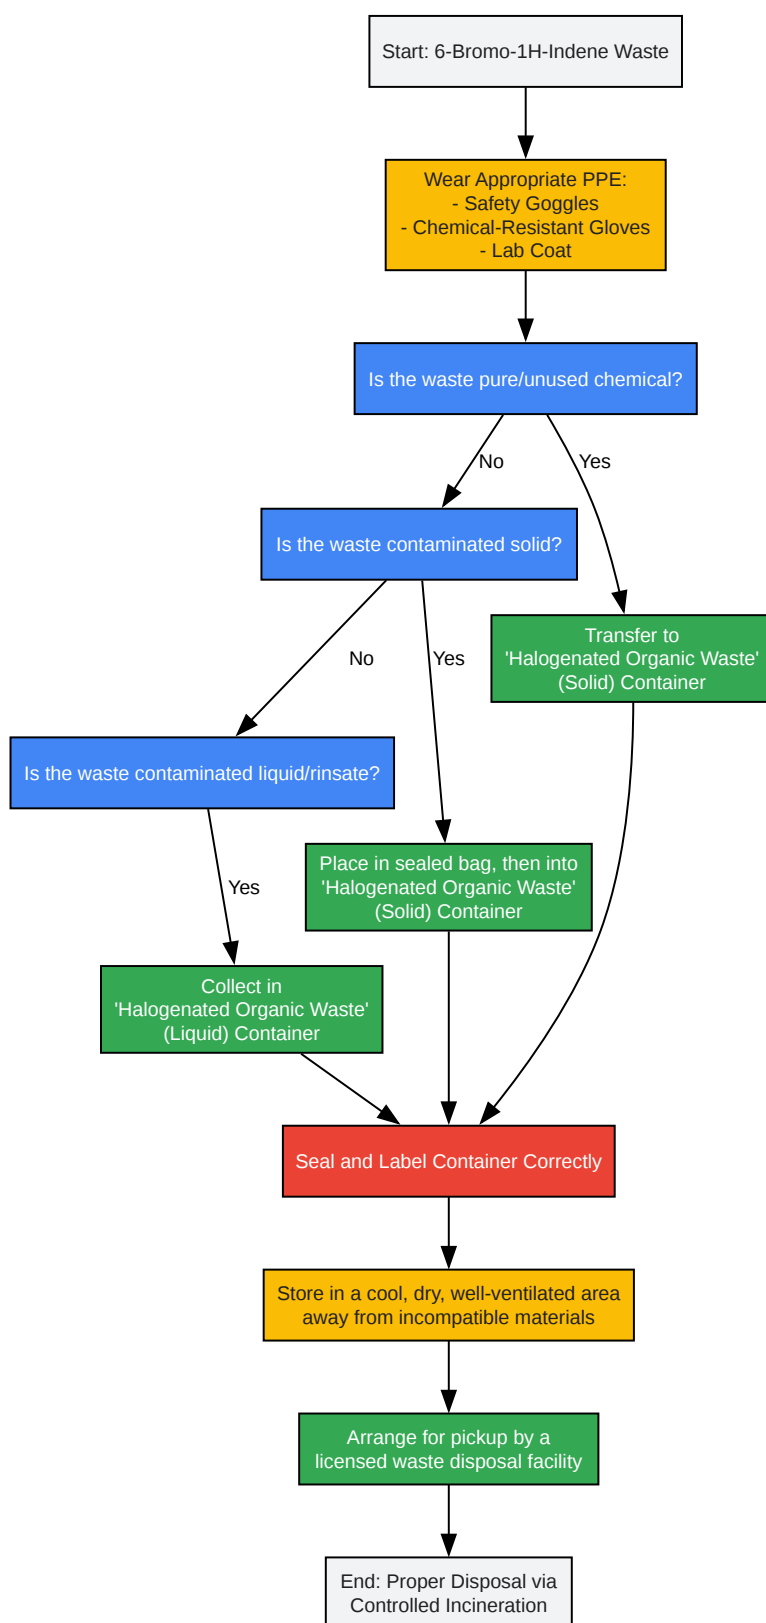 Start: 6-Bromo-1H-Indene Waste
Wear Appropriate PPE:
- Safety Goggles
- Chemical-Resistant Gloves
- Lab Coat
Is the waste pure/unused chemical?
No
Yes
Is the waste contaminated solid?
Transfer to
'Halogenated Organic Waste'
(Solid) Container
No
Yes
Is the waste contaminated liquid/rinsate?
Place in sealed bag, then into
'Halogenated Organic Waste'
(Solid) Container
Yes
Collect in
'Halogenated Organic Waste'
(Liquid) Container
Seal and Label Container Correctly
Store in a cool, dry, well-ventilated area
away from incompatible materials
Arrange for pickup by a
licensed waste disposal facility
End: Proper Disposal via
Controlled Incineration